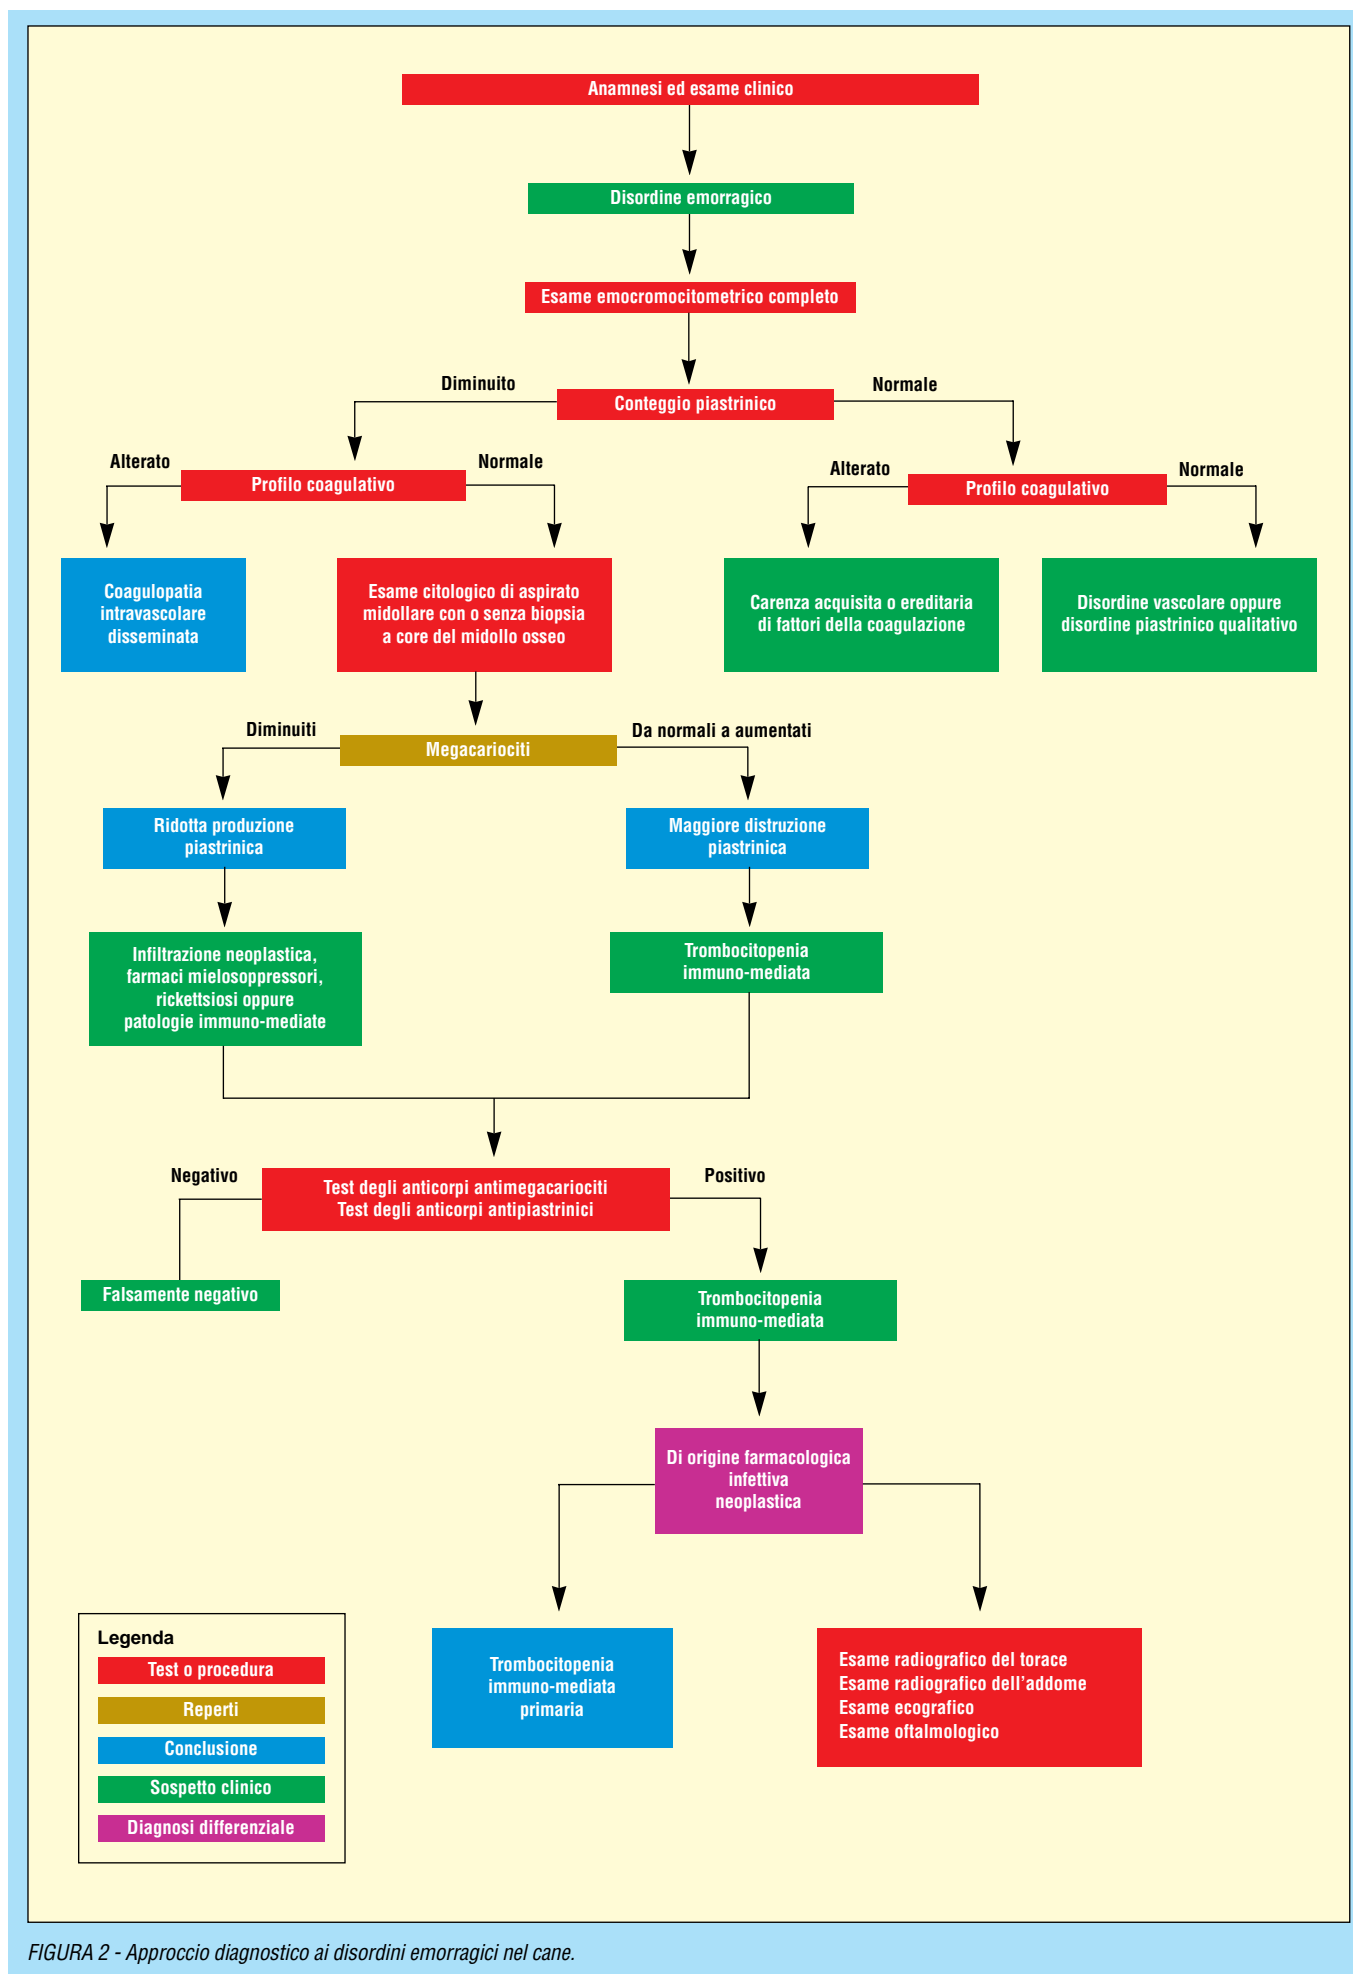 Anamnesi ed esame clinico
Disordine emorragico
Esame emocromocitometrico completo
Diminuito
Normale
Conteggio piastrinico
Alterato
Normale
Profilo coagulativo
Alterato
Normale
Profilo coagulativo
Coagulopatia
intravascolare
disseminata
Esame citologico di aspirato
midollare con o senza biopsia
a core del midollo osseo
Carenza acquisita o ereditaria
di fattori della coagulazione
Disordine vascolare oppure
disordine piastrinico qualitativo
Diminuiti
Da normali a aumentati
Megacariociti
Ridotta produzione
piastrinica
Maggiore distruzione
piastrinica
Infiltrazione neoplastica,
farmaci mielosoppressori,
rickettsiosi oppure
patologie immuno-mediate
Trombocitopenia
immuno-mediata
Negativo
Positivo
Test degli anticorpi antimegacariociti
Test degli anticorpi antipiastrinici
Falsamente negativo
Trombocitopenia
immuno-mediata
Di origine farmacologica
infettiva
neoplastica
Trombocitopenia
immuno-mediata
primaria
Esame radiografico del torace
Esame radiografico dell'addome
Esame ecografico
Esame oftalmologico
Legenda
Test o procedura
Reperti
Conclusione
Sospetto clinico
Diagnosi differenziale
FIGURA 2 - Approccio diagnostico ai disordini emorragici nel cane.